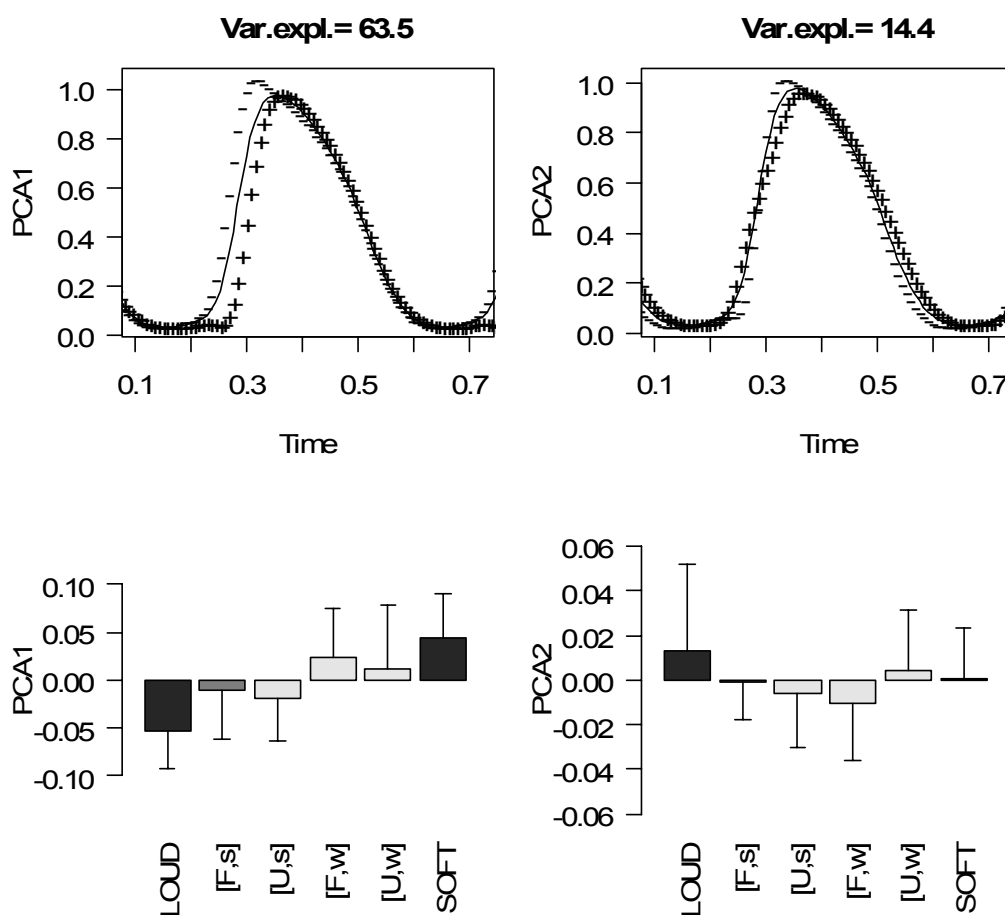 Var.expl.= 63.5
PCA1
1.0
0.8
0.6
0.4
0.2
0.0
0.1 0.3 0.5 0.7
Time
Var.expl.= 14.4
PCA2
1.0
0.8
0.6
0.4
0.2
0.0
0.1 0.3 0.5 0.7
Time
PCA1
0.10
0.05
0.00
-0.05
-0.10
LOUD
[F,s]
[U,s]
[F,w]
[U,w]
SOFT
PCA2
0.06
0.04
0.02
0.00
-0.02
-0.04
-0.06
LOUD
[F,s]
[U,s]
[F,w]
[U,w]
SOFT